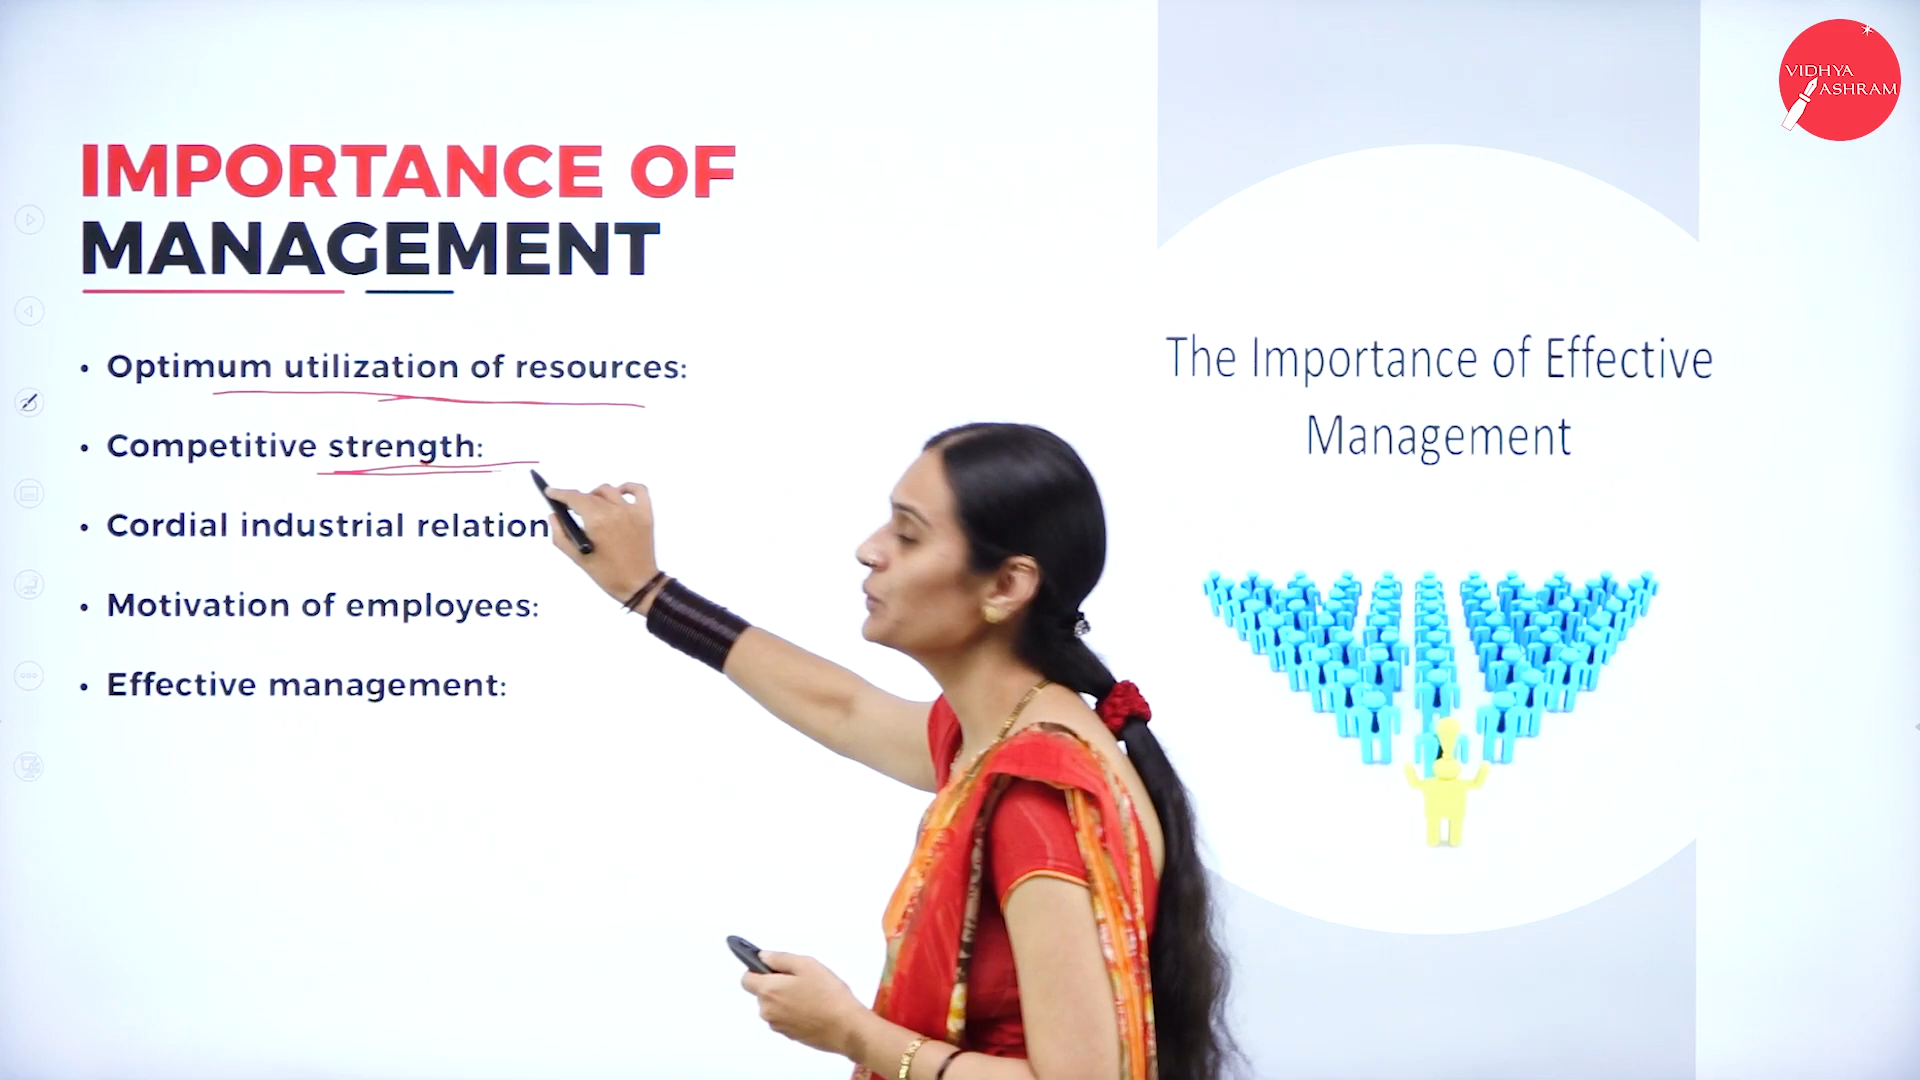 VIDHYA
ASHRAM
IMPORTANCE OF
MANAGEMENT
• Optimum utilization of resources:
• Competitive strength:
• Cordial industrial relation
• Motivation of employees:
• Effective management:
The Importance of Effective
Management